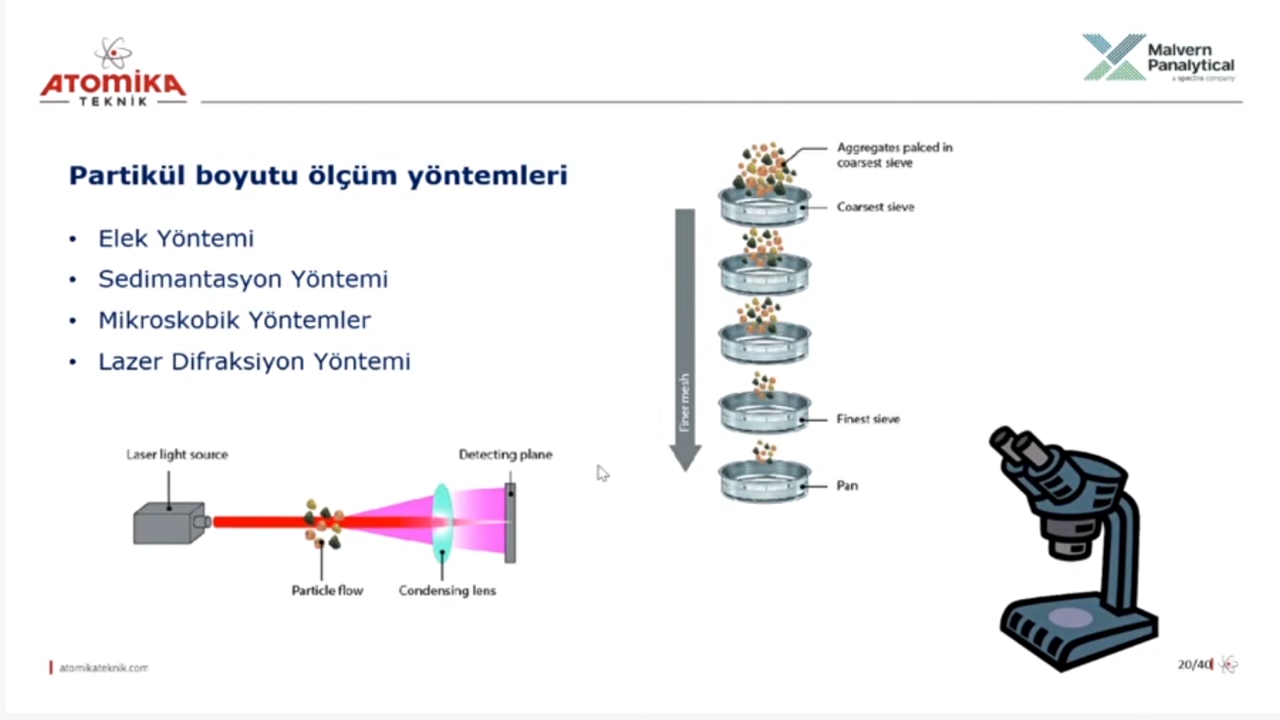 ATOMİKA
TEKNİK
Malvern
Panalytical
a spectris company
Partikül boyutu ölçüm yöntemleri
• Elek Yöntemi
• Sedimantasyon Yöntemi
• Mikroskobik Yöntemler
• Lazer Difraksiyon Yöntemi
Aggregates palced in
coarsest sieve
Coarsest sieve
Finer mesh
Finest sieve
Pan
Laser light source
Detecting plane
Particle flow
Condensing lens
atomikateknik.com
20/40